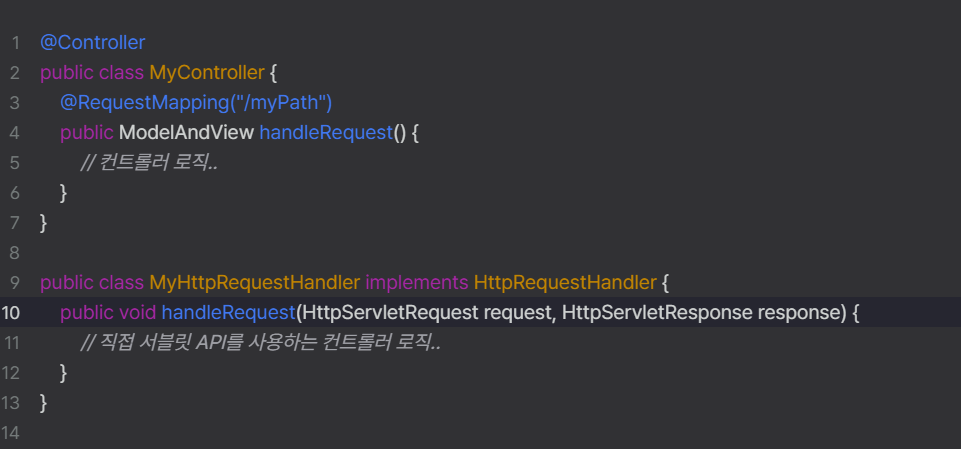 1 @Controller
2 public class MyController {
3 @RequestMapping("/myPath")
4 public ModelAndView handleRequest() {
5 // 컨트롤러 로직..
6 }
7 }
8
9 public class MyHttpRequestHandler implements HttpRequestHandler {
10 public void handleRequest(HttpServletRequest request, HttpServletResponse response) {
11 // 직접 서블릿 API를 사용하는 컨트롤러 로직..
12 }
13 }
14